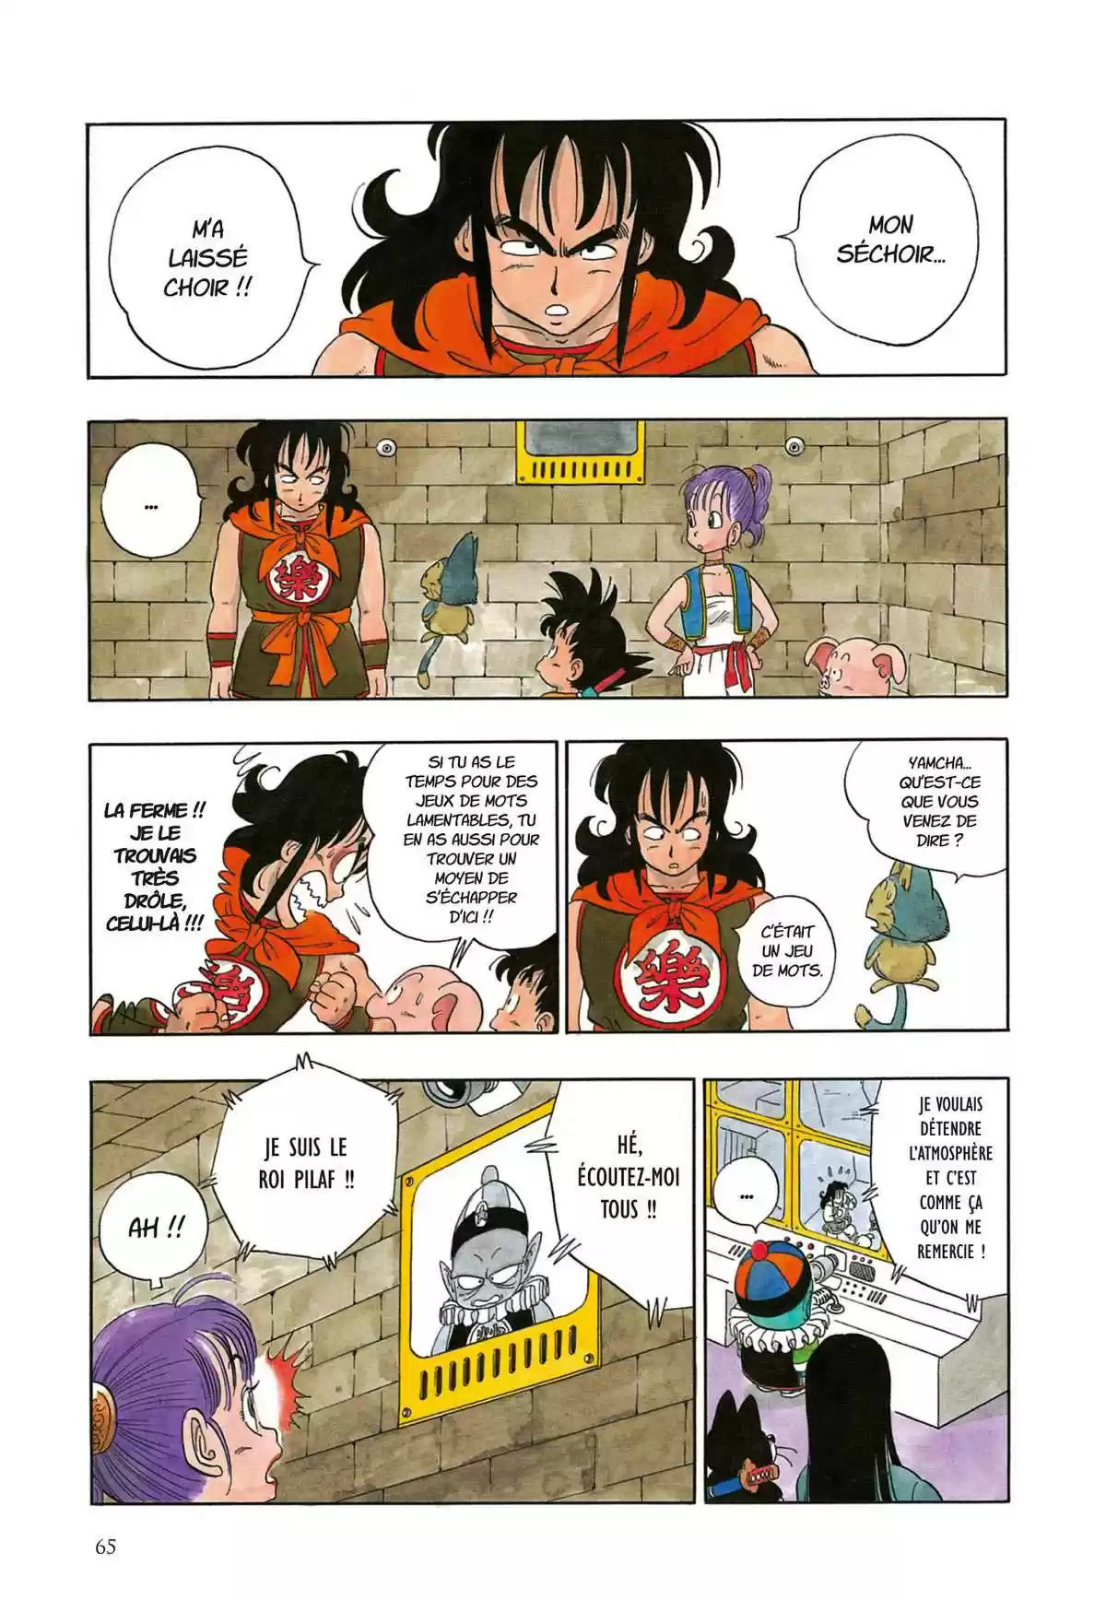 MON
SÉCHOIR...
M'A
LAISSÉ
CHOIR !!
...
樂
YAMCHA...
QU'EST-CE
QUE VOUS
VENEZ DE
DIRE ?
C'ÉTAIT
UN JEU
DE MOTS.
樂
SI TU AS LE
TEMPS POUR DES
JEUX DE MOTS
LAMENTABLES, TU
EN AS AUSSI POUR
TROUVER UN
MOYEN DE
S'ÉCHAPPER
D'ICI !!
LA FERME !!
JE LE
TROUVAIS
TRÈS
DRÔLE,
CELUI-LÀ !!!
樂
JE VOULAIS
DÉTENDRE
L'ATMOSPHÈRE
ET C'EST
COMME ÇA
QU'ON ME
REMERCIE !
...
HÉ,
ÉCOUTEZ-MOI
TOUS !!
JE SUIS LE
ROI PILAF !!
AH !!
65